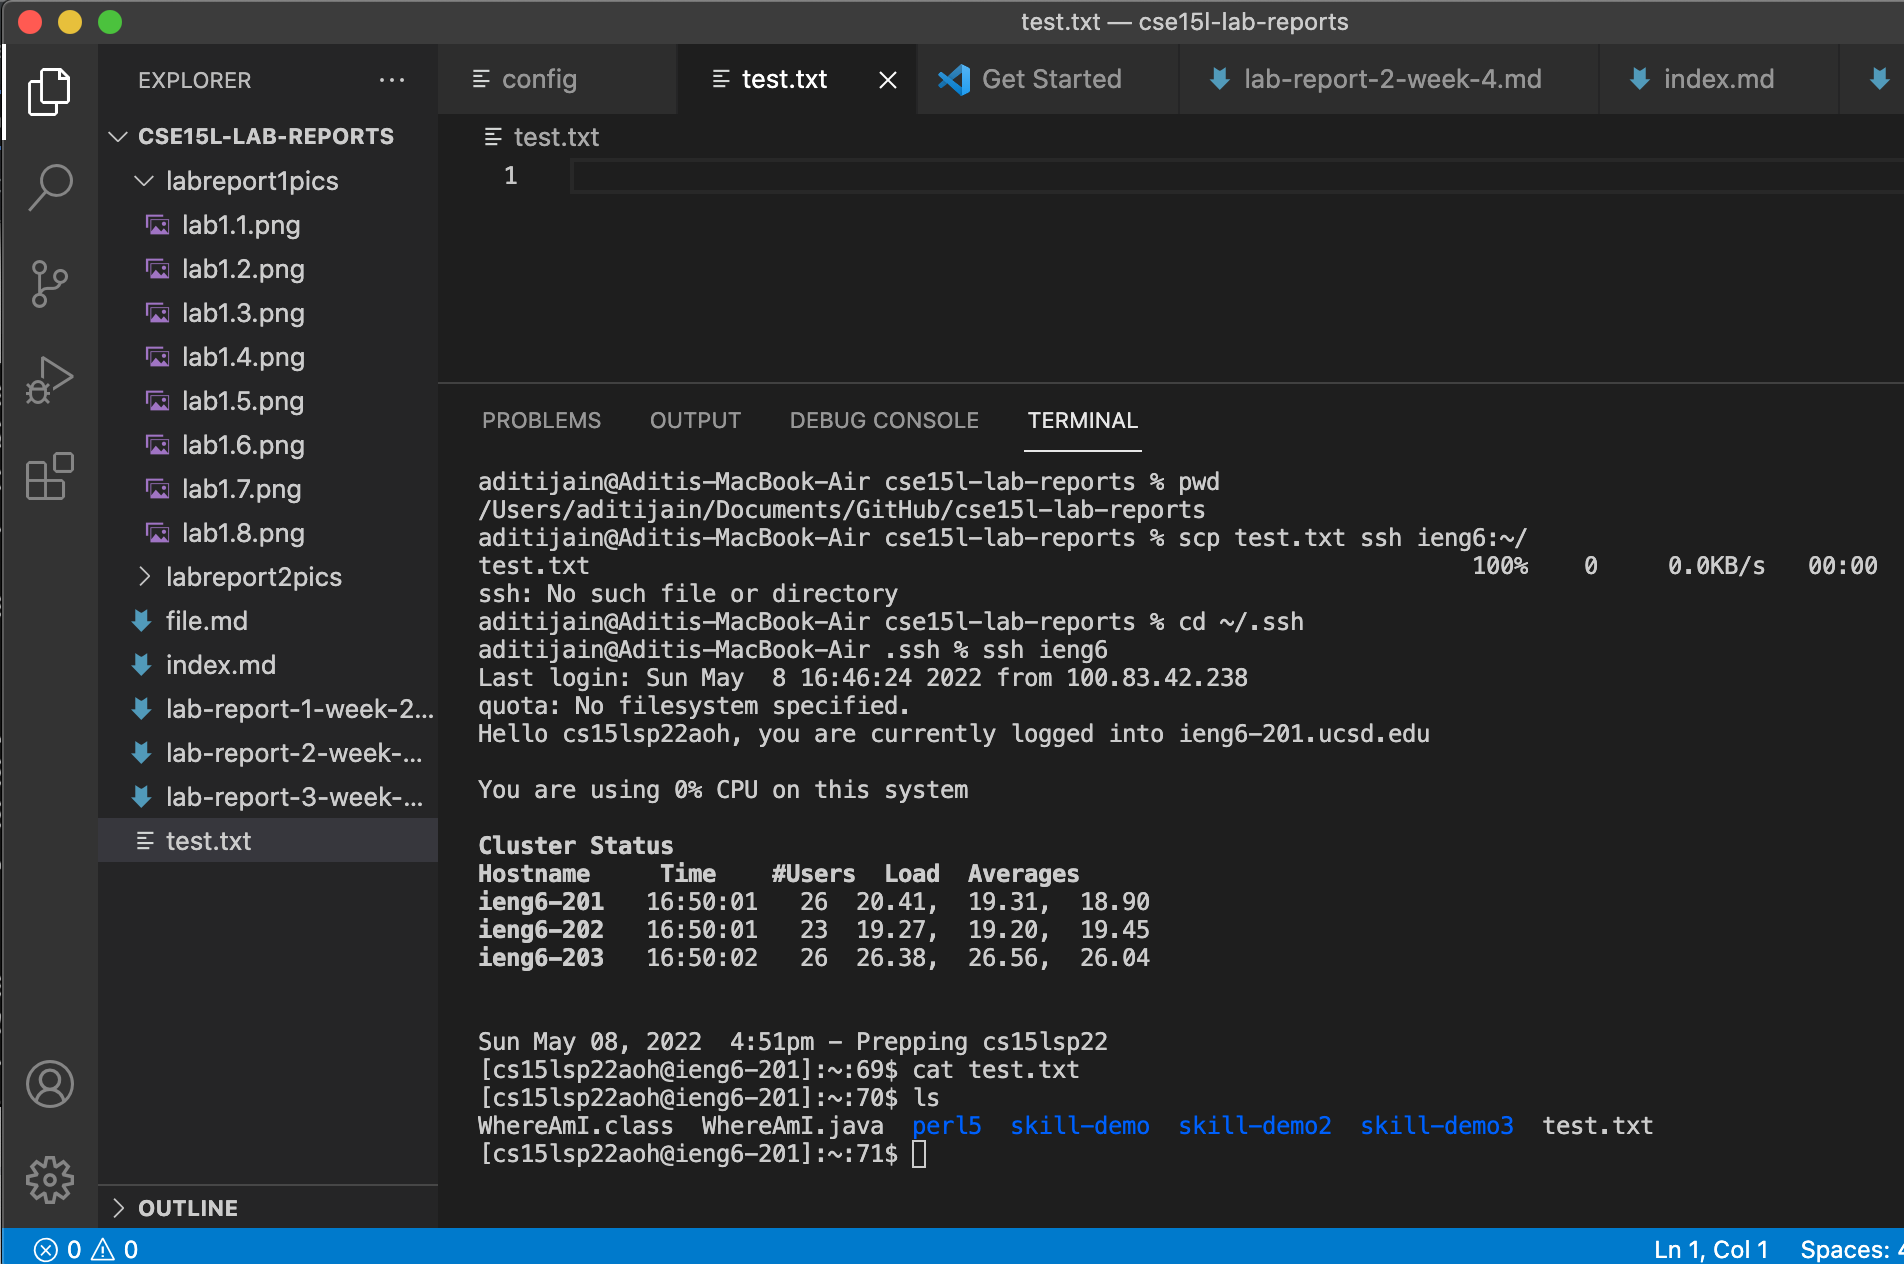 test.txt — cse15l-lab-reports
EXPLORER
config
test.txt
Get Started
lab-report-2-week-4.md
index.md
CSE15L-LAB-REPORTS
labreport1pics
lab1.1.png
lab1.2.png
lab1.3.png
lab1.4.png
lab1.5.png
lab1.6.png
lab1.7.png
lab1.8.png
labreport2pics
file.md
index.md
lab-report-1-week-2...
lab-report-2-week-...
lab-report-3-week-...
test.txt
OUTLINE
test.txt
1
PROBLEMS OUTPUT DEBUG CONSOLE TERMINAL
aditijain@Aditis-MacBook-Air cse15l-lab-reports % pwd
/Users/aditijain/Documents/GitHub/cse15l-lab-reports
aditijain@Aditis-MacBook-Air cse15l-lab-reports % scp test.txt ssh ieng6:~/
test.txt 100% 0 0.0KB/s 00:00
ssh: No such file or directory
aditijain@Aditis-MacBook-Air cse15l-lab-reports % cd ~/.ssh
aditijain@Aditis-MacBook-Air .ssh % ssh ieng6
Last login: Sun May  8 16:46:24 2022 from 100.83.42.238
quota: No filesystem specified.
Hello cs15lsp22aoh, you are currently logged into ieng6-201.ucsd.edu
You are using 0% CPU on this system
Cluster Status
Hostname Time #Users Load Averages
ieng6-201 16:50:01 26 20.41, 19.31, 18.90
ieng6-202 16:50:01 23 19.27, 19.20, 19.45
ieng6-203 16:50:02 26 26.38, 26.56, 26.04
Sun May 08, 2022  4:51pm - Prepping cs15lsp22
[cs15lsp22aoh@ieng6-201]:~:69$ cat test.txt
[cs15lsp22aoh@ieng6-201]:~:70$ ls
WhereAmI.class WhereAmI.java perl5 skill-demo skill-demo2 skill-demo3 test.txt
[cs15lsp22aoh@ieng6-201]:~:71$
0 0
Ln 1, Col 1 Spaces: